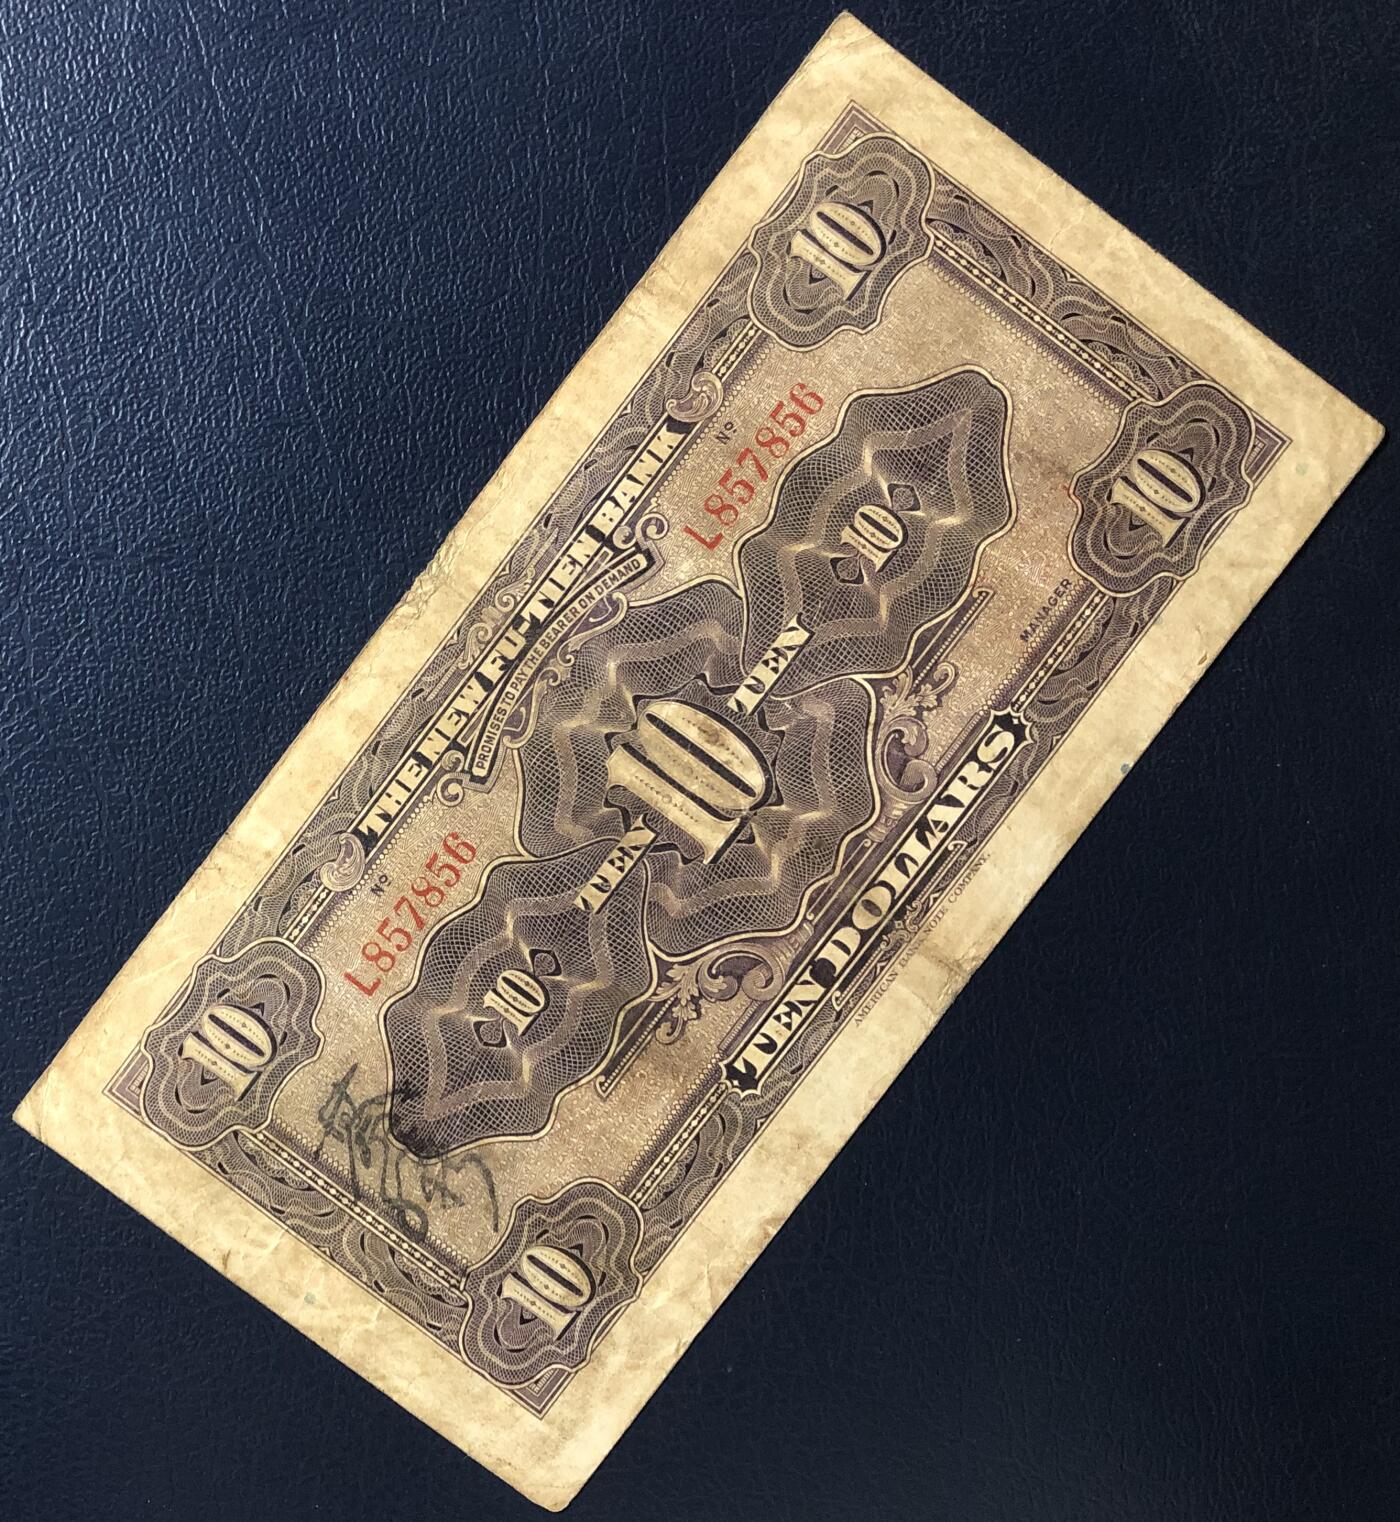 10
10
THE NEW FU-TIEN BANK
PROMISES TO PAY THE BEARER ON DEMAND
Nº
L857856
Nº
L857856
10
TEN
10
TEN
10
MANAGER
10
TEN DOLLARS
10
AMERICAN BANK NOTE COMPANY.